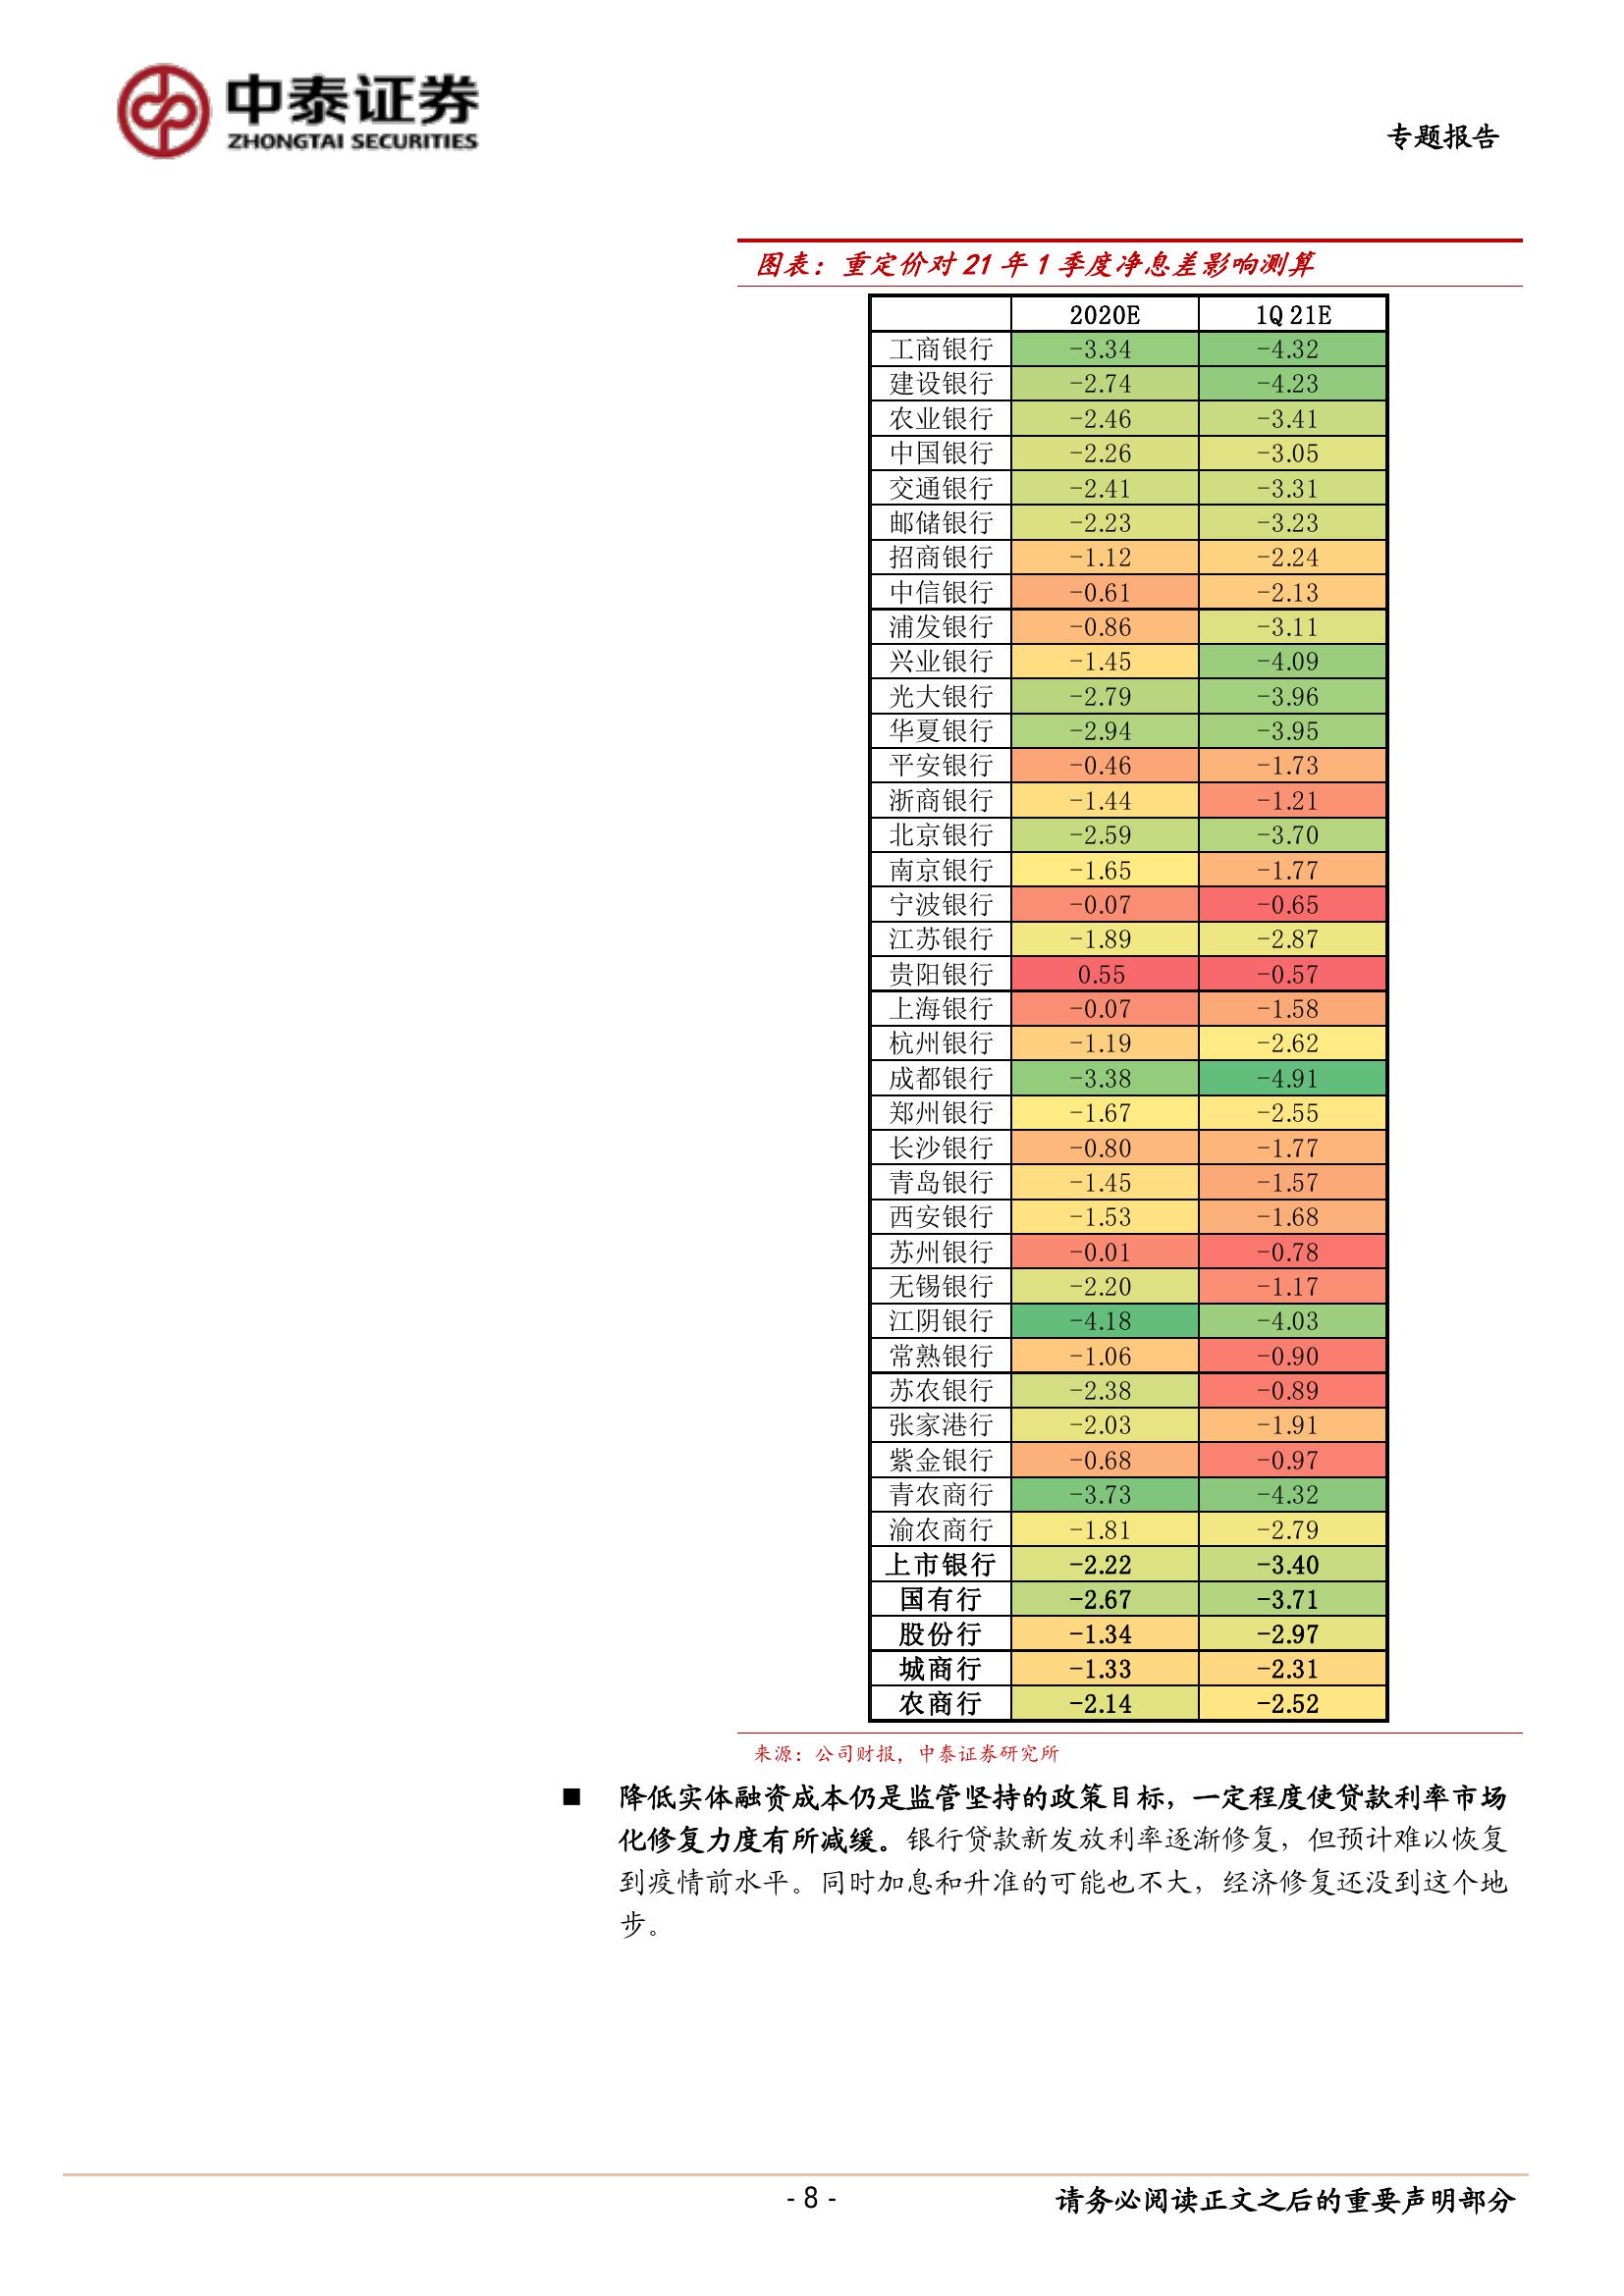 中泰证券
ZHONGTAI SECURITIES
专题报告
图表：重定价对 21 年 1 季度净息差影响测算
2020E 1Q21E
工商银行 -3.34 -4.32
建设银行 -2.74 -4.23
农业银行 -2.46 -3.41
中国银行 -2.26 -3.05
交通银行 -2.41 -3.31
邮储银行 -2.23 -3.23
招商银行 -1.12 -2.24
中信银行 -0.61 -2.13
浦发银行 -0.86 -3.11
兴业银行 -1.45 -4.09
光大银行 -2.79 -3.96
华夏银行 -2.94 -3.95
平安银行 -0.46 -1.73
浙商银行 -1.44 -1.21
北京银行 -2.59 -3.70
南京银行 -1.65 -1.77
宁波银行 -0.07 -0.65
江苏银行 -1.89 -2.87
贵阳银行 0.55 -0.57
上海银行 -0.07 -1.58
杭州银行 -1.19 -2.62
成都银行 -3.38 -4.91
郑州银行 -1.67 -2.55
长沙银行 -0.80 -1.77
青岛银行 -1.45 -1.57
西安银行 -1.53 -1.68
苏州银行 -0.01 -0.78
无锡银行 -2.20 -1.17
江阴银行 -4.18 -4.03
常熟银行 -1.06 -0.90
苏农银行 -2.38 -0.89
张家港行 -2.03 -1.91
紫金银行 -0.68 -0.97
青农商行 -3.73 -4.32
渝农商行 -1.81 -2.79
上市银行 -2.22 -3.40
国有行 -2.67 -3.71
股份行 -1.34 -2.97
城商行 -1.33 -2.31
农商行 -2.14 -2.52
来源：公司财报，中泰证券研究所
■ 降低实体融资成本仍是监管坚持的政策目标，一定程度使贷款利率市场
化修复力度有所减缓。银行贷款新发放利率逐渐修复，但预计难以恢复
到疫情前水平。同时加息和升准的可能也不大，经济修复还没到这个地
步。
- 8 -
请务必阅读正文之后的重要声明部分